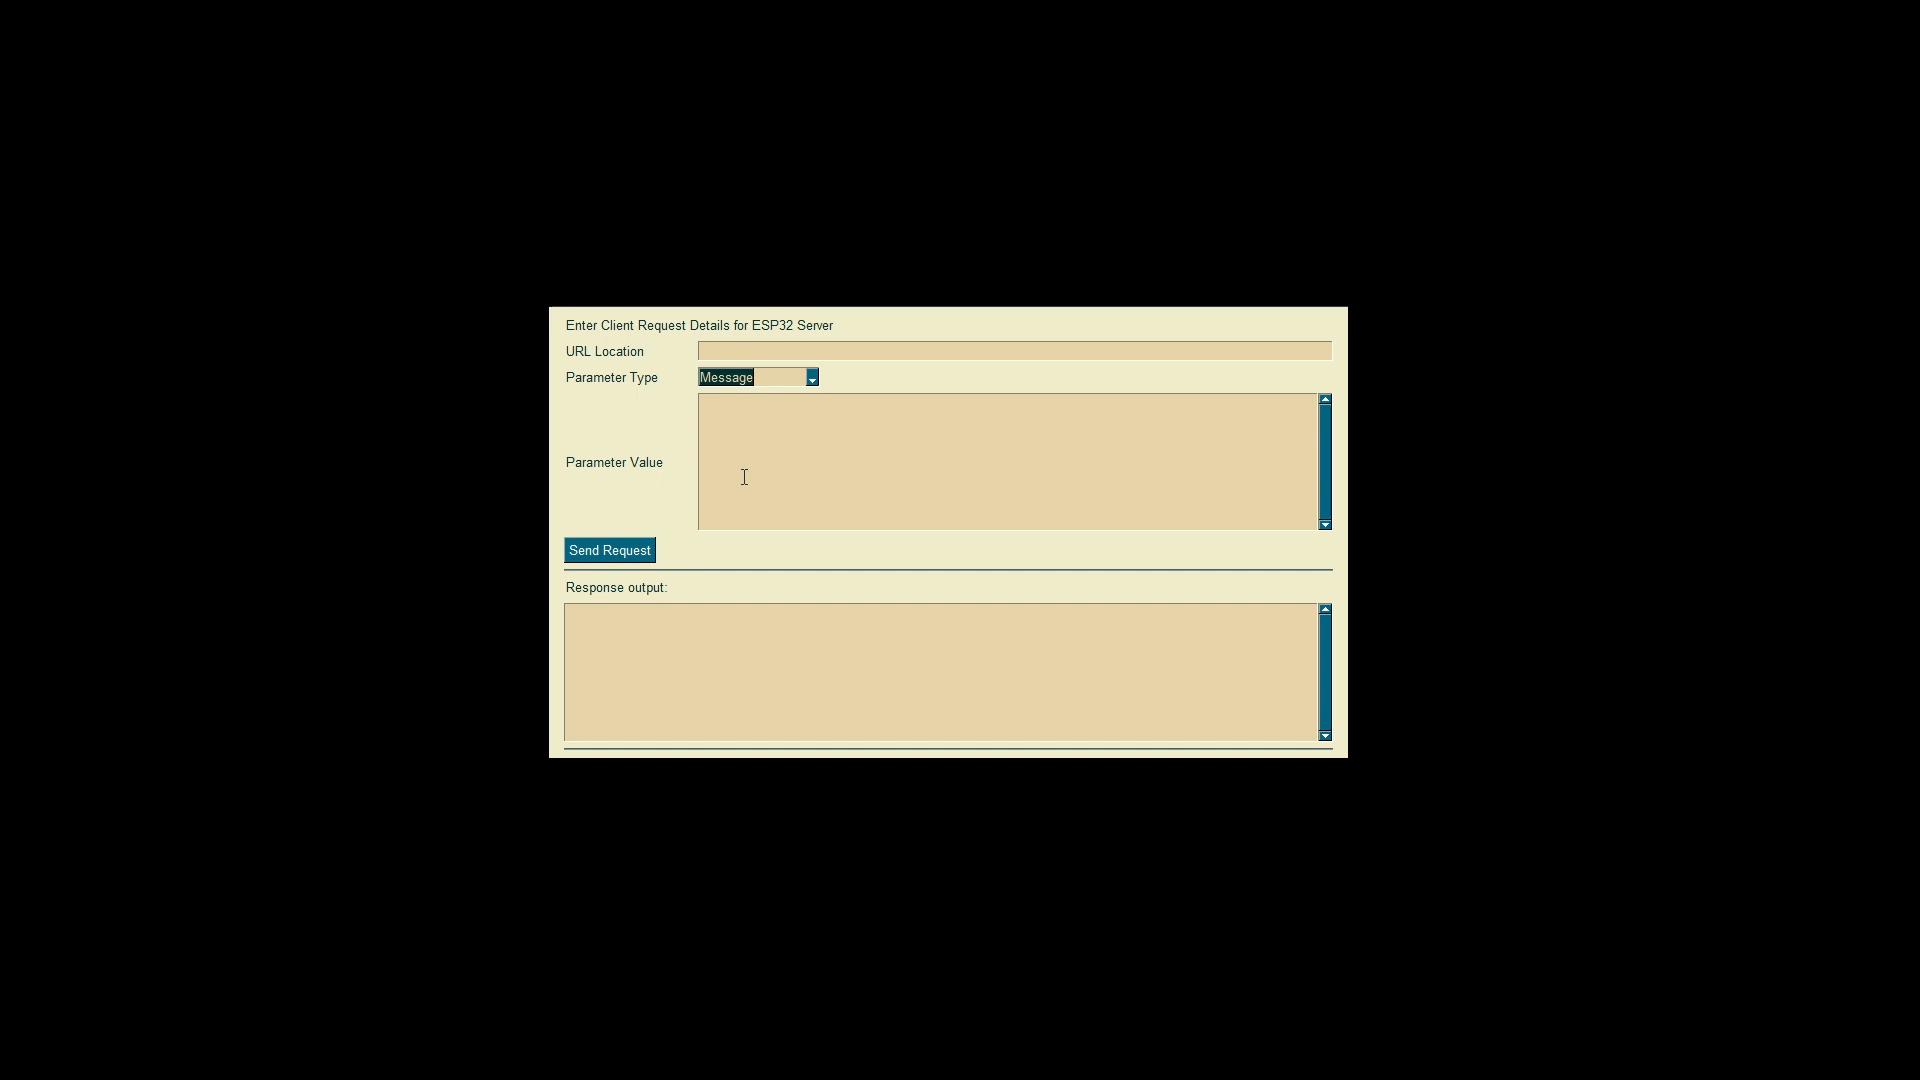 Enter Client Request Details for ESP32 Server
URL Location
Parameter Type Message
Parameter Value
Send Request
Response output: